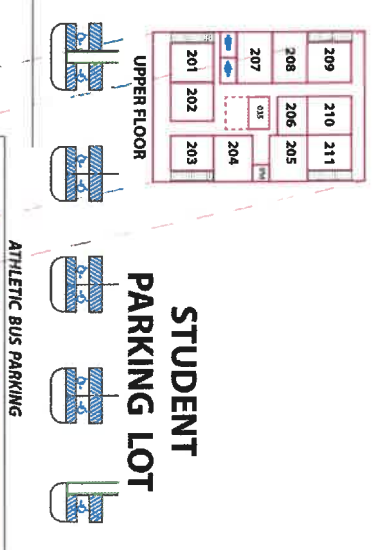 209 210 211
208 206 205
207
204
201 202 203
UPPER FLOOR
STUDENT
PARKING LOT
ATHLETIC BUS PARKING